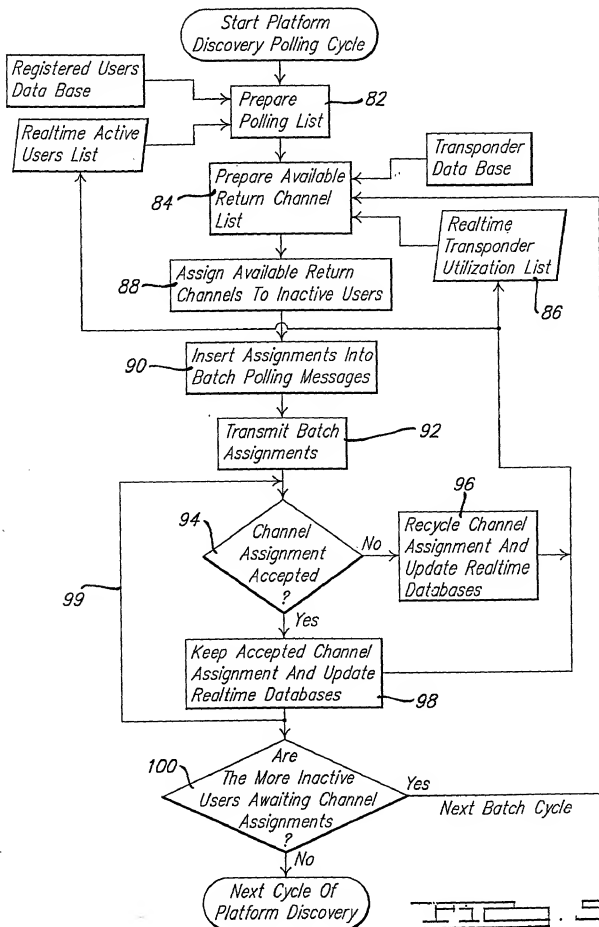 Start Platform
Discovery Polling Cycle
Registered Users
Data Base
82
Prepare
Polling List
Realtime Active
Users List
Transponder
Data Base
Prepare Available
Return Channel
List
84
Realtime
Transponder
Utilization List
86
Assign Available Return
Channels To Inactive Users
88
Insert Assignments Into
Batch Polling Messages
90
Transmit Batch
Assignments
92
94
Channel
Assignment
Accepted
?
No
96
Recycle Channel
Assignment And
Update Realtime
Databases
99
Yes
Keep Accepted Channel
Assignment And Update
Realtime Databases
98
100
Are
The More Inactive
Users Awaiting Channel
Assignments
?
Yes
Next Batch Cycle
No
Next Cycle Of
Platform Discovery